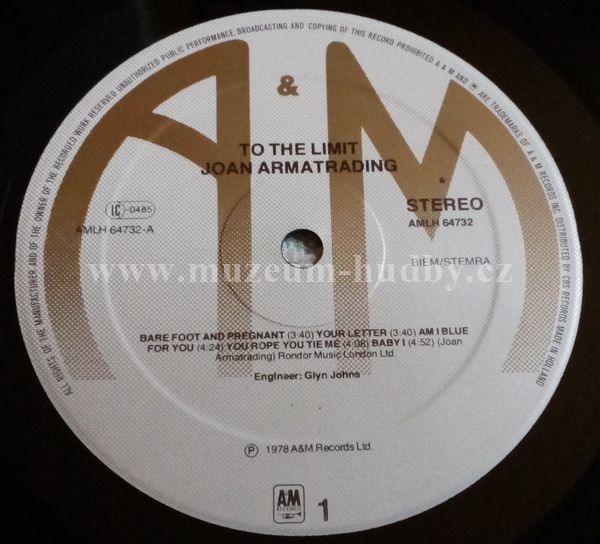 ALL RIGHTS OF THE MANUFACTURER AND OF THE OWNER OF THE RECORDED WORK RESERVED UNAUTHORIZED PUBLIC PERFORMANCE, BROADCASTING AND COPYING OF THIS RECORD PROHIBITED A & M AND ARE TRADEMARKS OF A & M RECORDS INC. DISTRIBUTED BY CBS RECORDS MADE IN HOLLAND
A & M
TO THE LIMIT
JOAN ARMATRADING
LC-0485
AMLH 64732-A
*
STEREO
AMLH 64732
BIEM/STEMRA
www.muzeum-hudby.cz
BARE FOOT AND PREGNANT (3:40) YOUR LETTER (3:40) AM I BLUE
FOR YOU (4:24) YOU ROPE YOU TIE ME (4:08) BABY I (4:52) (Joan
Armatrading) Rondor Music London Ltd.
Engineer: Glyn Johns
Ⓟ 1978 A&M Records Ltd.
A&M
RECORDS
1